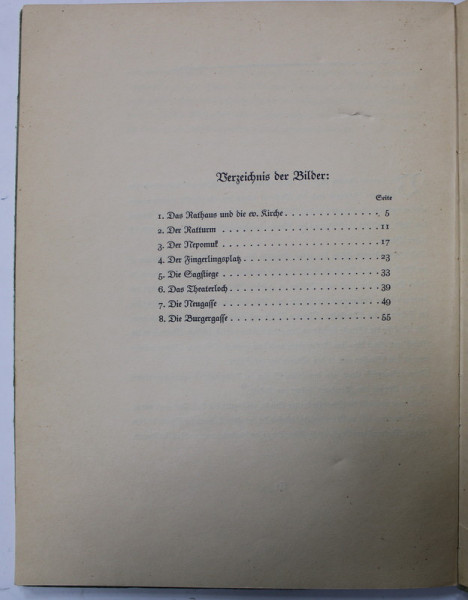 Verzeichnis der Bilder:
Seite
1. Das Rathaus und die ev. Kirche . . . . . . . . . . . . . . 5
2. Der Ratturm . . . . . . . . . . . . . . . . . . . . . . . 11
3. Der Nepomuk . . . . . . . . . . . . . . . . . . . . . . . 17
4. Der Fingerlingsplatz . . . . . . . . . . . . . . . . . . . . 23
5. Die Sagstiege . . . . . . . . . . . . . . . . . . . . . . . 33
6. Das Theaterloch . . . . . . . . . . . . . . . . . . . . . . 39
7. Die Neugasse . . . . . . . . . . . . . . . . . . . . . . . 49
8. Die Burgergasse . . . . . . . . . . . . . . . . . . . . . . 55